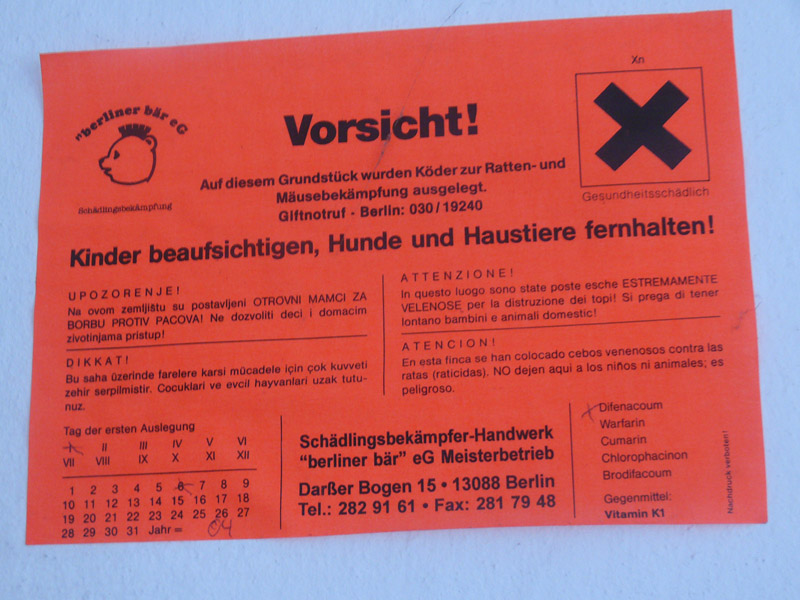 "berliner bär eG
Schädlingsbekämpfung
Vorsicht!
Auf diesem Grundstück wurden Köder zur Ratten- und
Mäusebekämpfung ausgelegt.
Giftnotruf - Berlin: 030/19240
Xn
Gesundheitsschädlich
Kinder beaufsichtigen, Hunde und Haustiere fernhalten!
UPOZORENJE!
Na ovom zemljištu su postavljeni OTROVNI MAMCI ZA
BORBU PROTIV PACOVA! Ne dozvoliti deci i domacim
zivotinjama pristup!
DIKKAT!
Bu saha üzerinde farelere karsi mücadele için çok kuvveti
zehir serpilmistir. Cocuklari ve evcil hayvanlari uzak tutu-
nuz.
ATTENZIONE!
In questo luogo sono state poste esche ESTREMAMENTE
VELENOSE per la distruzione dei topi! Si prega di tener
lontano bambini e animali domestic!
ATENCION!
En esta finca se han colocado cebos venenosos contra las
ratas (raticidas). NO dejen aqui a los niños ni animales; es
peligroso.
Tag der ersten Auslegung
I II III IV V VI
VII VIII IX X XI XII
1 2 3 4 5 6 7 8 9
10 11 12 13 14 15 16 17 18
19 20 21 22 23 24 25 26 27
28 29 30 31 Jahr = 04
Schädlingsbekämpfer-Handwerk
"berliner bär" eG Meisterbetrieb
Darßer Bogen 15 • 13088 Berlin
Tel.: 282 91 61 • Fax: 281 79 48
x Difenacoum
Warfarin
Cumarin
Chlorophacinon
Brodifacoum
Gegenmittel:
Vitamin K1
Nachdruck verboten!